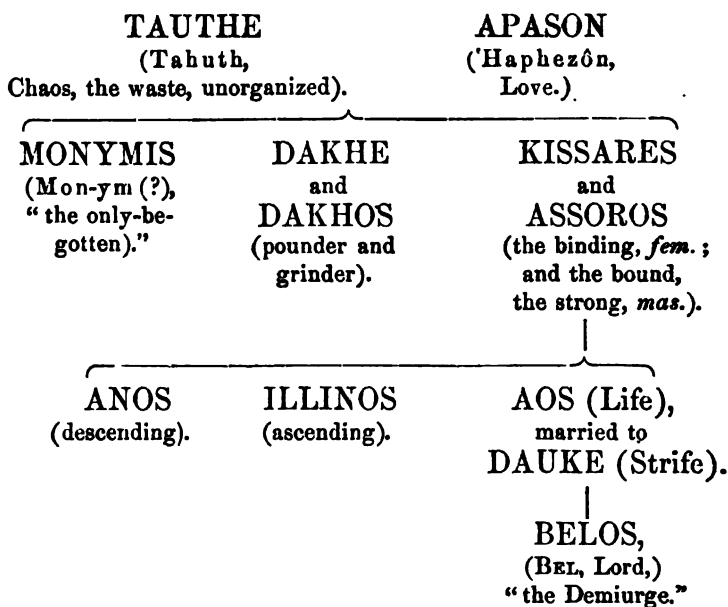 TAUTHE APASON
(Tahuth, ('Haphezôn,
Chaos, the waste, unorganized). Love.)
MONYMIS DAKHE KISSARES
(Mon-ym (?), and and
“ the only-be- DAKHOS ASSOROS
gotten).” (pounder and (the binding, fem. ;
grinder). and the bound,
the strong, mas.).
ANOS ILLINOS AOS (Life),
(descending). (ascending). married to
DAUKE (Strife).
BELOS,
(BEL, Lord,)
“ the Demiurge.”